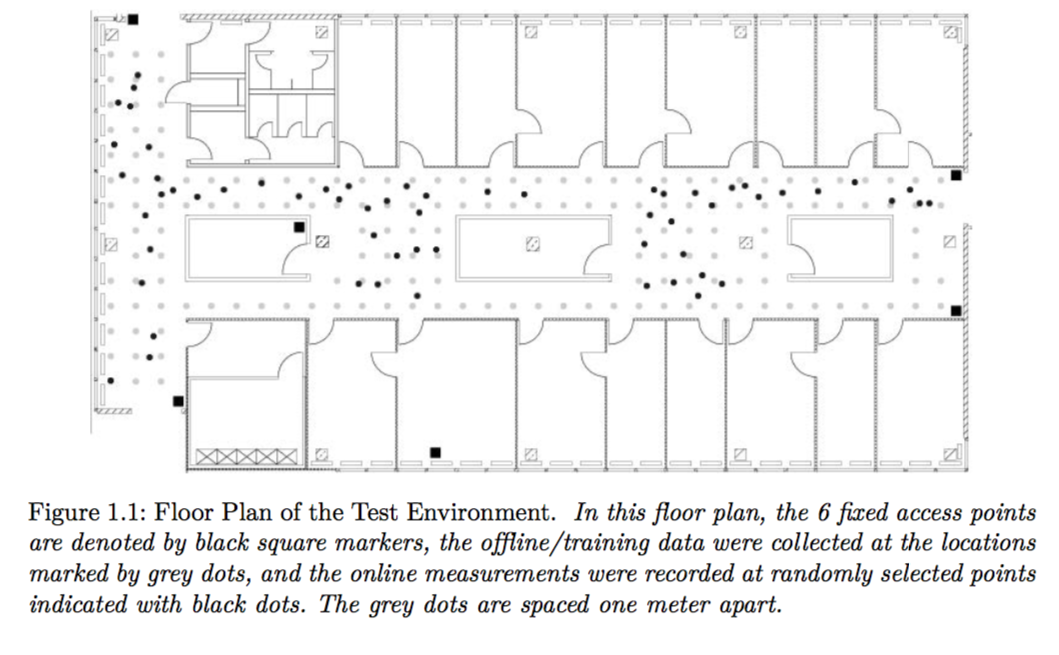 Figure 1.1: Floor Plan of the Test Environment. In this floor plan, the 6 fixed access points
are denoted by black square markers, the offline/training data were collected at the locations
marked by grey dots, and the online measurements were recorded at randomly selected points
indicated with black dots. The grey dots are spaced one meter apart.